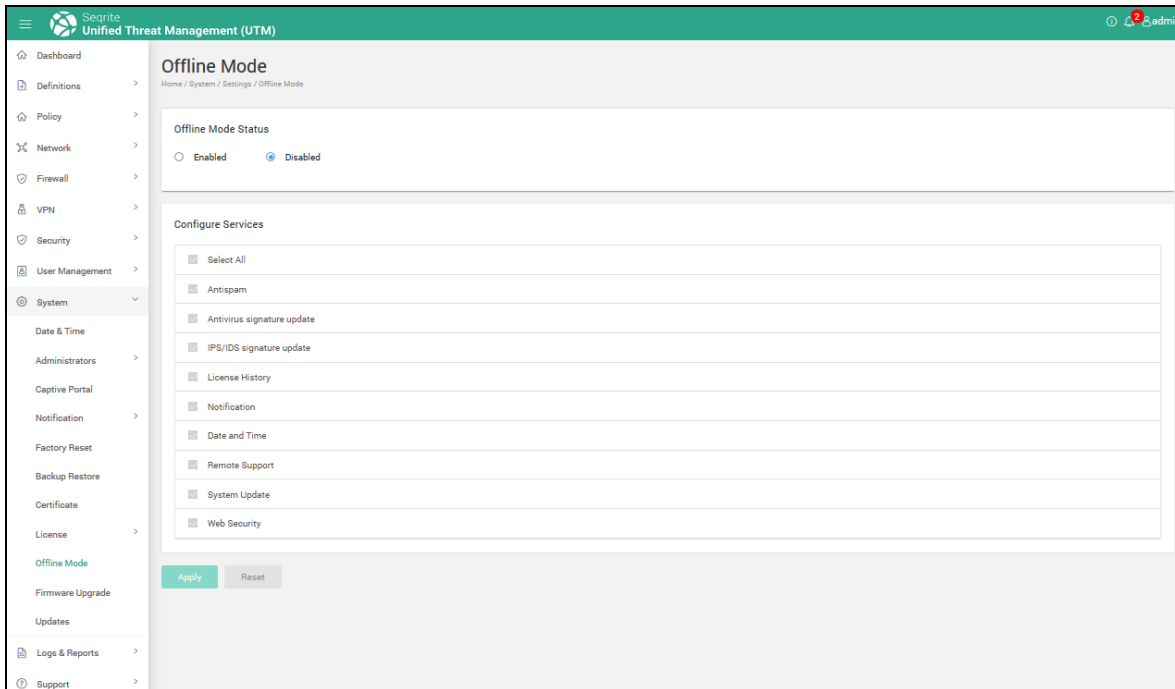 Seqrite
Unified Threat Management (UTM)
2
admi
Dashboard
Definitions
Policy
Network
Firewall
VPN
Security
User Management
System
Date & Time
Administrators
Captive Portal
Notification
Factory Reset
Backup Restore
Certificate
License
Offline Mode
Firmware Upgrade
Updates
Logs & Reports
Support
Offline Mode
Home / System / Settings / Offline Mode
Offline Mode Status
Enabled Disabled
Configure Services
Select All
Antispam
Antivirus signature update
IPS/IDS signature update
License History
Notification
Date and Time
Remote Support
System Update
Web Security
Apply Reset